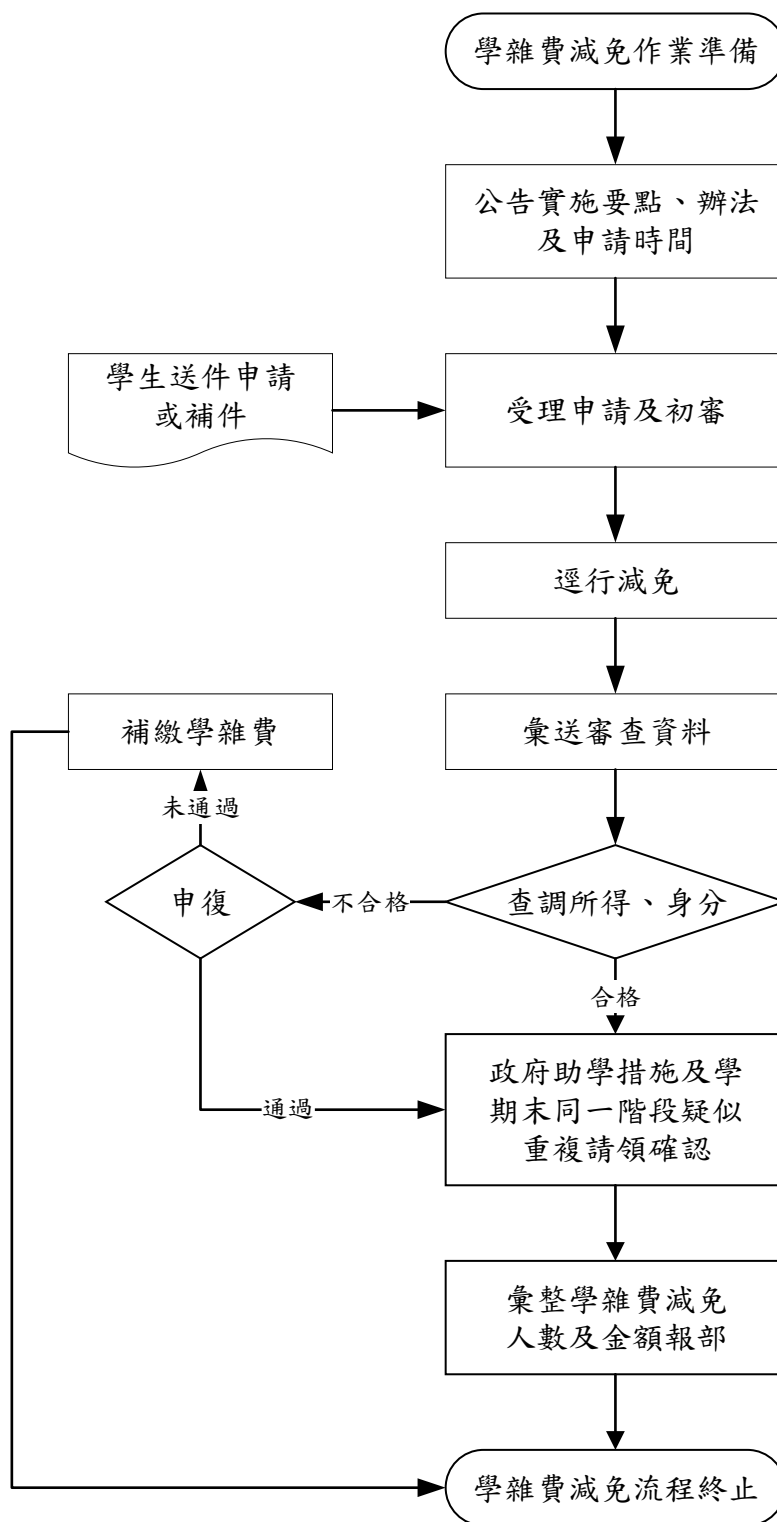 學雜費減免作業準備
公告實施要點、辦法
及申請時間
學生送件申請
或補件
受理申請及初審
逕行減免
補繳學雜費
彙送審查資料
未通過
申復
不合格
查調所得、身分
合格
政府助學措施及學
期末同一階段疑似
重複請領確認
通過
彙整學雜費減免
人數及金額報部
學雜費減免流程終止